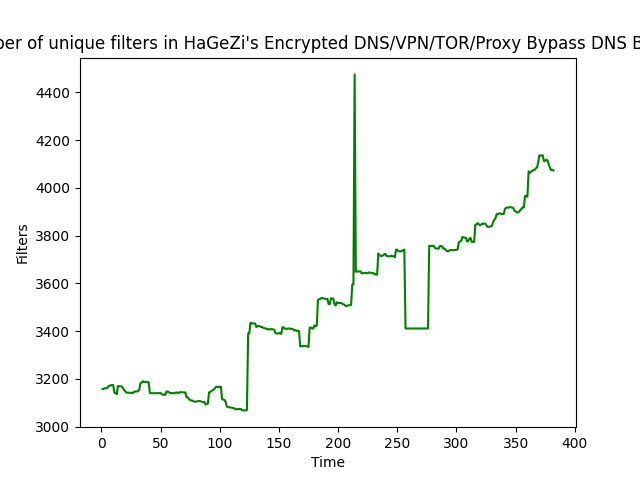 ber of unique filters in HaGeZi's Encrypted DNS/VPN/TOR/Proxy Bypass DNS B
4400
4200
4000
3800
3600
3400
3200
3000
Filters
0 50 100 150 200 250 300 350 400
Time